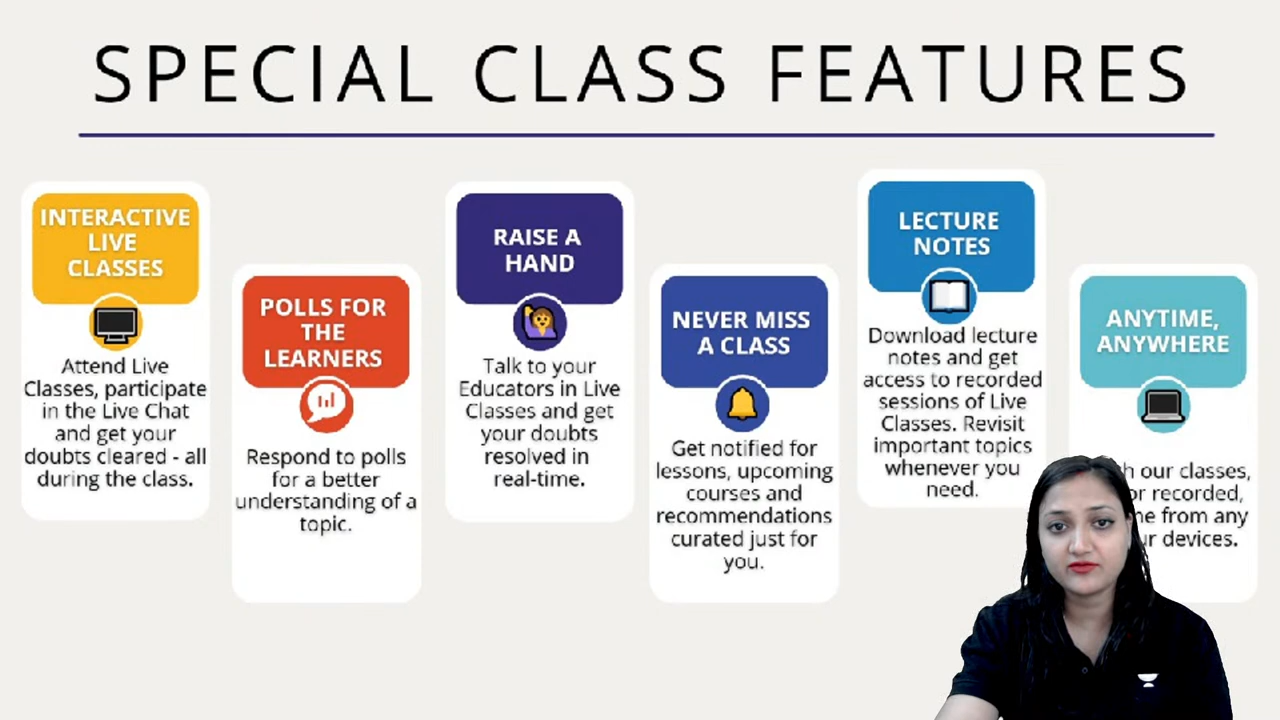 SPECIAL CLASS FEATURES
INTERACTIVE
LIVE
CLASSES
Attend Live
Classes, participate
in the Live Chat
and get your
doubts cleared - all
during the class.
POLLS FOR
THE
LEARNERS
Respond to polls
for a better
understanding of a
topic.
RAISE A
HAND
Talk to your
Educators in Live
Classes and get
your doubts
resolved in
real-time.
NEVER MISS
A CLASS
Get notified for
lessons, upcoming
courses and
recommendations
curated just for
you.
LECTURE
NOTES
Download lecture
notes and get
access to recorded
sessions of Live
Classes. Revisit
important topics
whenever you
need.
ANYTIME,
ANYWHERE
our classes,
recorded,
from any
devices.